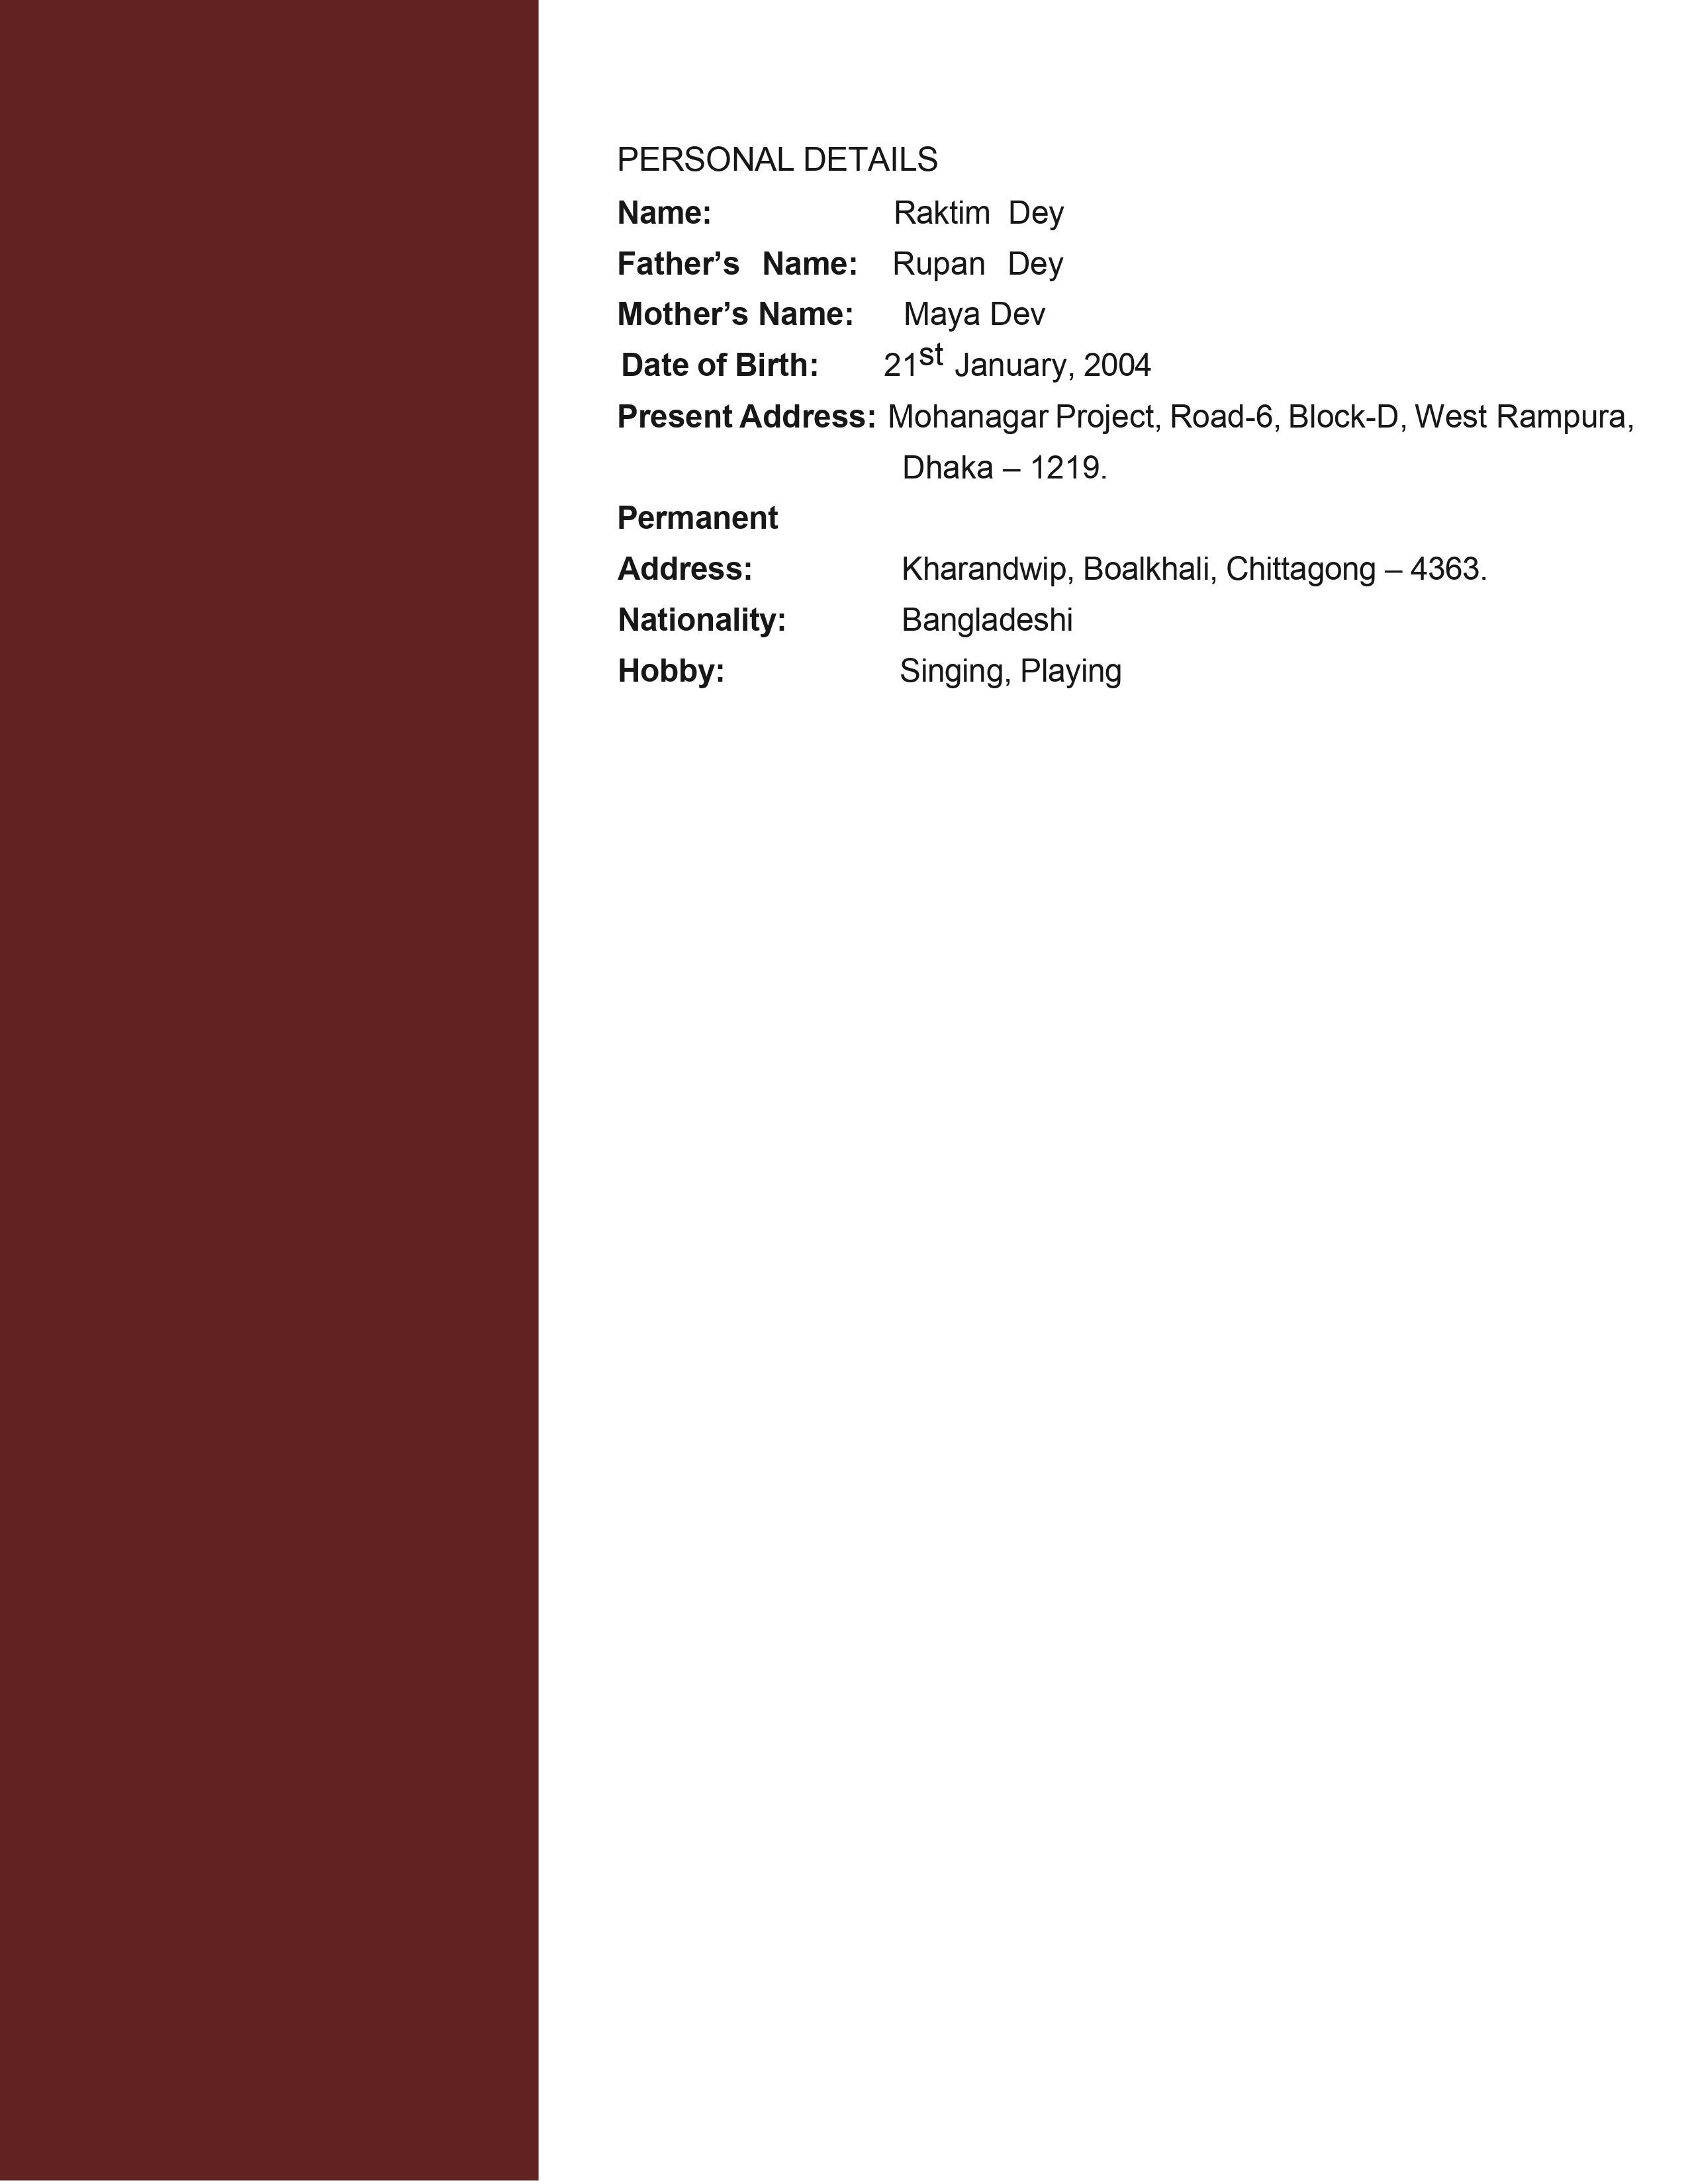 PERSONAL DETAILS
Name: Raktim Dey
Father’s Name: Rupan Dey
Mother’s Name: Maya Dev
Date of Birth: 21st January, 2004
Present Address: Mohanagar Project, Road-6, Block-D, West Rampura,
Dhaka – 1219.
Permanent
Address: Kharandwip, Boalkhali, Chittagong – 4363.
Nationality: Bangladeshi
Hobby: Singing, Playing